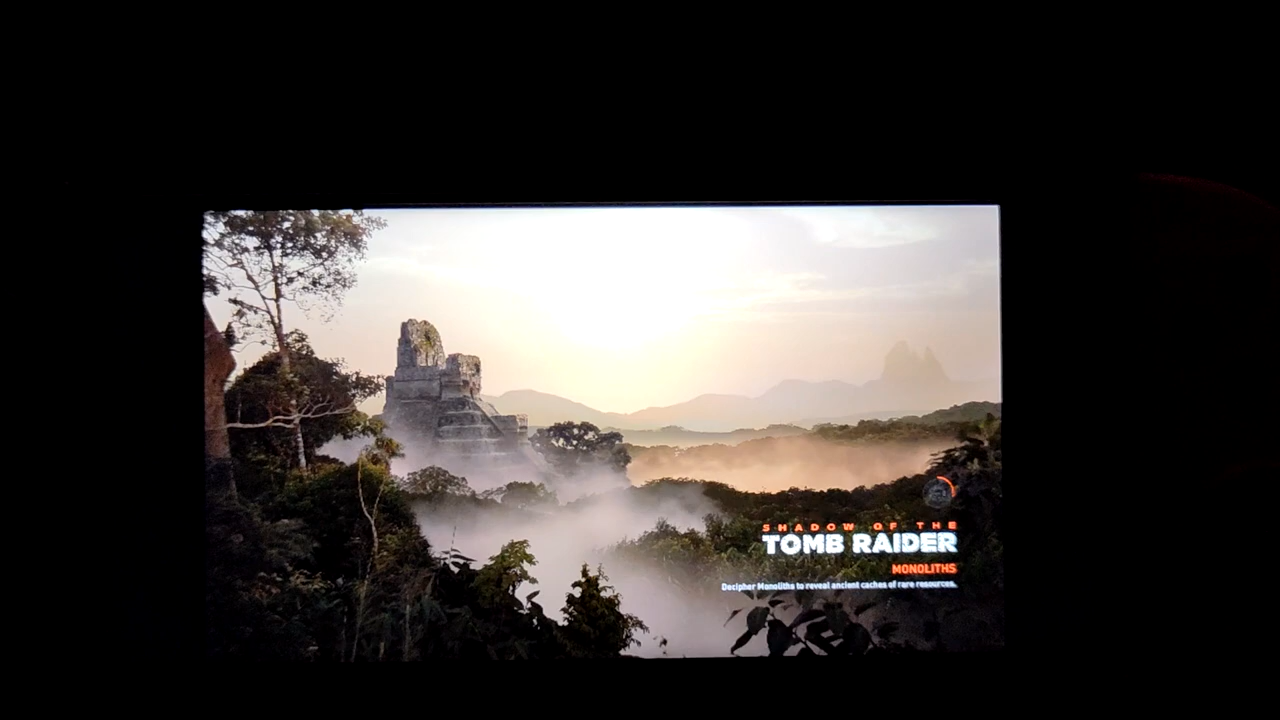 SHADOW OF THE
TOMB RAIDER
MONOLITHS
Decipher Monoliths to reveal ancient caches of rare resources.